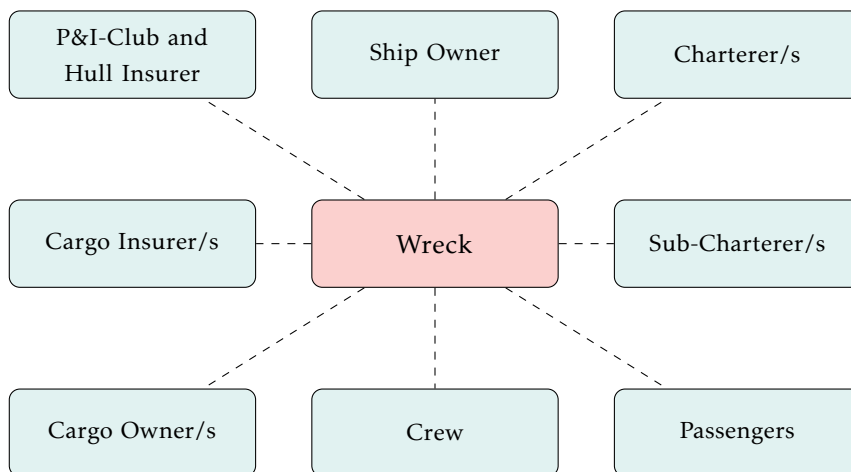 P&I-Club and
Hull Insurer
Ship Owner
Charterer/s
Cargo Insurer/s
Wreck
Sub-Charterer/s
Cargo Owner/s
Crew
Passengers